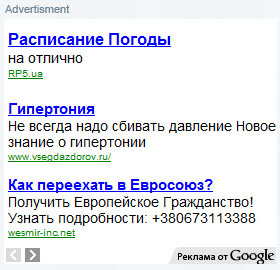 Advertisment
Расписание Погоды
на отлично
RP5.ua
Гипертония
Не всегда надо сбивать давление Новое
знание о гипертонии
www.vsegdazdorov.ru/
Как переехать в Евросоюз?
Получить Европейское Гражданство!
Узнать подробности: +380673113388
wesmir-inc.net
Реклама от Google